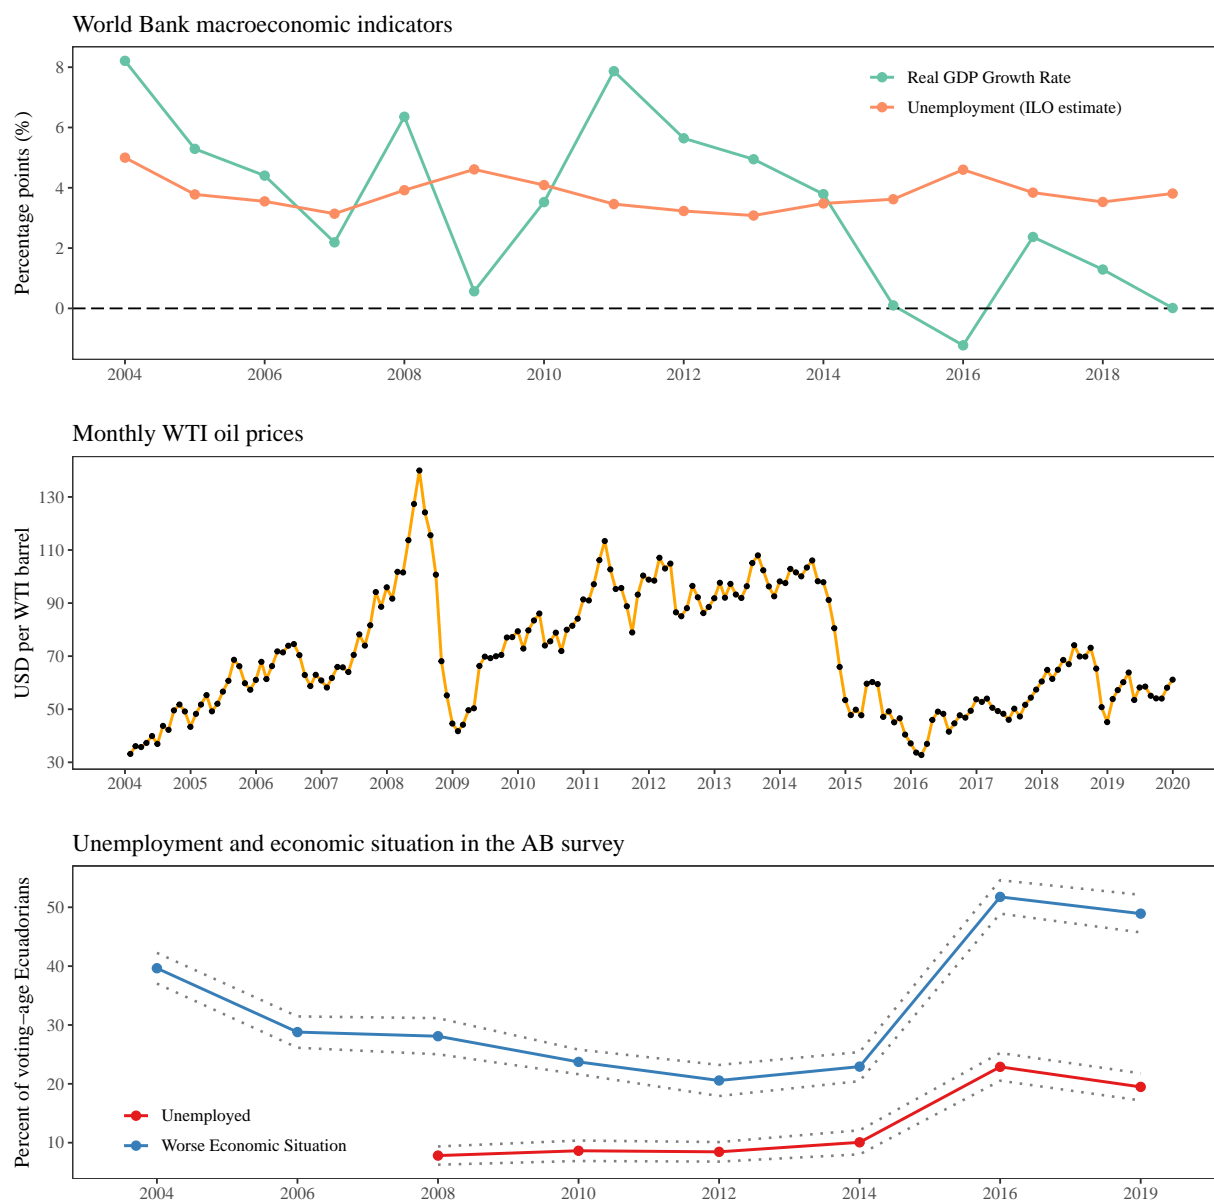 World Bank macroeconomic indicators
Percentage points (%)
8
6
4
2
0
Real GDP Growth Rate
Unemployment (ILO estimate)
2004 2006 2008 2010 2012 2014 2016 2018
Monthly WTI oil prices
USD per WTI barrel
130
110
90
70
50
30
2004 2005 2006 2007 2008 2009 2010 2011 2012 2013 2014 2015 2016 2017 2018 2019 2020
Unemployment and economic situation in the AB survey
Percent of voting−age Ecuadorians
50
40
30
20
10
Unemployed
Worse Economic Situation
2004 2006 2008 2010 2012 2014 2016 2019